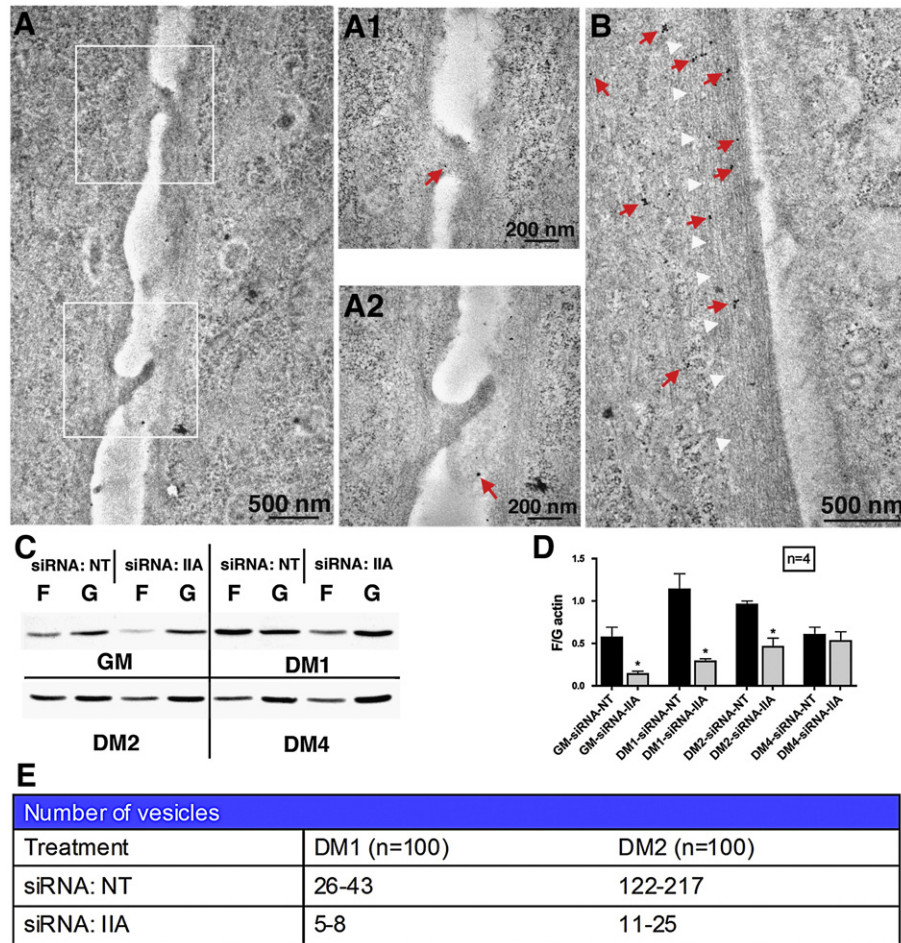 A
500 nm
A1
200 nm
A2
200 nm
B
500 nm
C
siRNA: NT siRNA: IIA siRNA: NT siRNA: IIA
F G F G F G F G
GM DM1
DM2 DM4
D
n=4
F/G actin
1.5
1.0
0.5
0.0
* * *
GM-siRNA-NT
GM-siRNA-IIA
DM1-siRNA-NT
DM1-siRNA-IIA
DM2-siRNA-NT
DM2-siRNA-IIA
DM4-siRNA-NT
DM4-siRNA-IIA
E
Number of vesicles
Treatment DM1 (n=100) DM2 (n=100)
siRNA: NT 26-43 122-217
siRNA: IIA 5-8 11-25